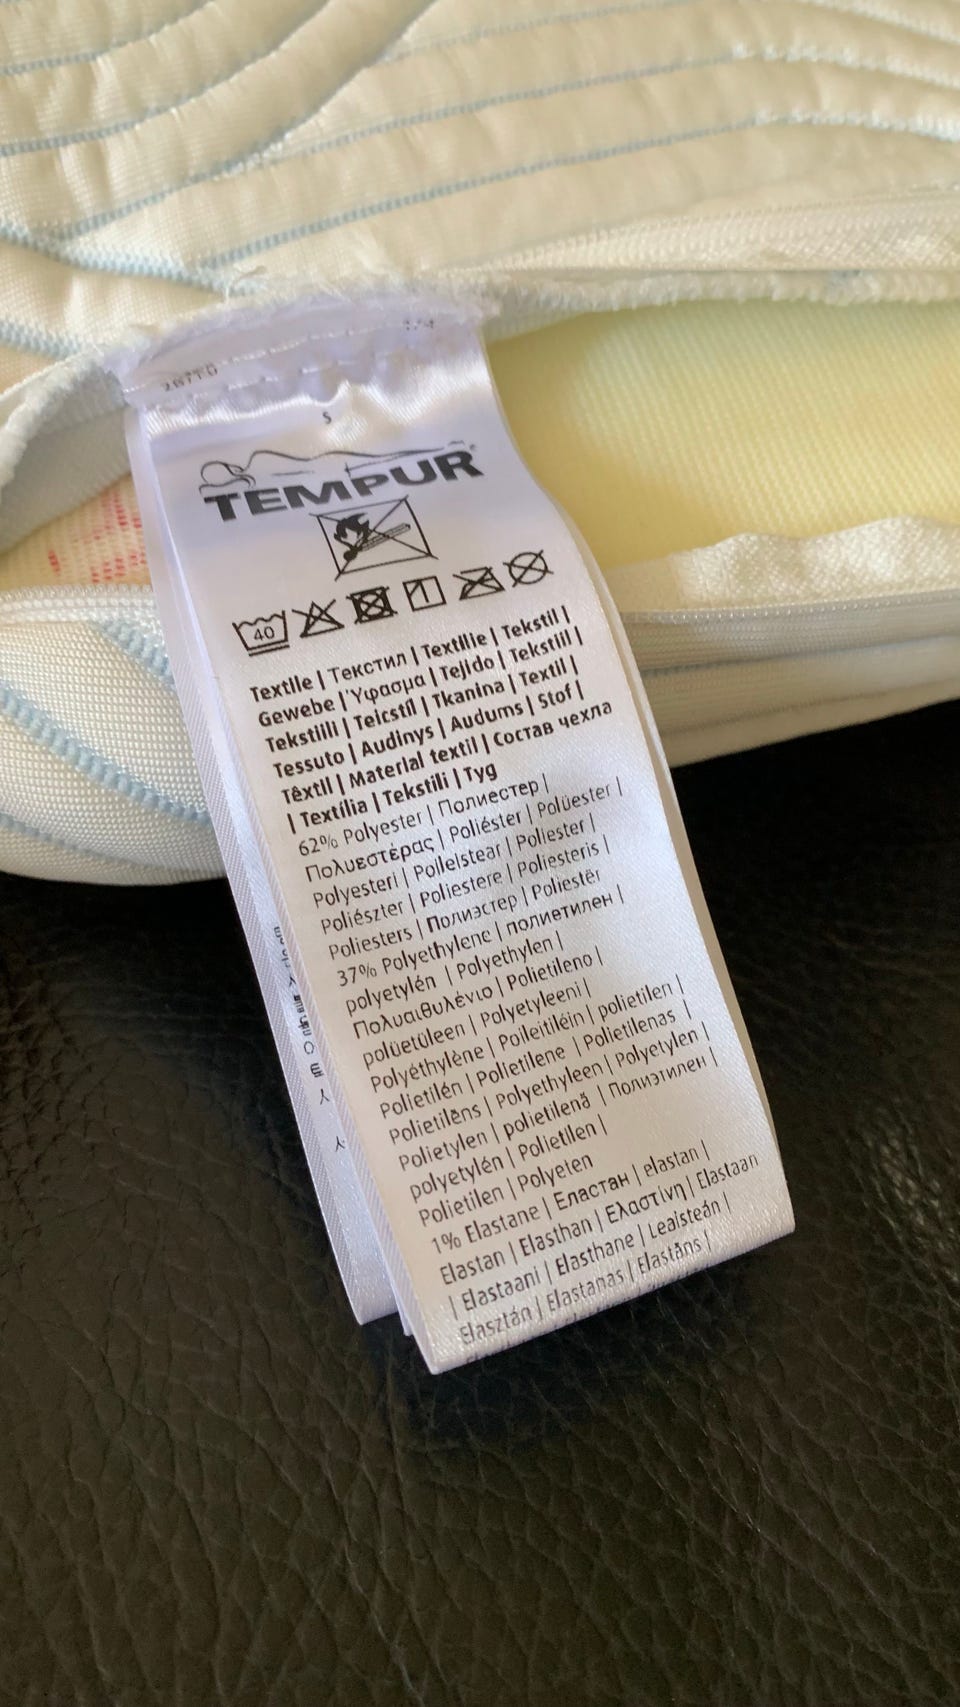 S
TEMPUR
40
Textile | Текстил | Textilie | Tekstil |
Gewebe | Ύφασμα | Tejido | Tekstiil |
Tekstiili | Teicstíl | Tkanina | Textil |
Tessuto | Audinys | Audums | Stof |
Têxtil | Material textil | Состав чехла
| Textília | Tekstili | Tyg
62% Polyester | Полиестер |
Πολυεστέρας | Poliéster | Polüester |
Polyesteri | Poileistear | Poliester |
Poliészter | Poliestere | Poliesteris |
Poliesters | Полиэстер | Poliestër
37% Polyethylene | полиетилен |
polyetylén | Polyethylen |
Πολυαιθυλένιο | Polietileno |
polüetüleen | Polyetyleeni |
Polyéthylène | Poileitiléin | polietilen |
Polietilén | Polietilene | Polietilenas |
Polietilēns | Polyethyleen | Polyetylen |
Polietylen | polietilenă | Полиэтилен |
polyetylén | Polietilen |
Polietilen | Polyeten
1% Elastane | Еластан | elastan |
Elastan | Elasthan | Ελαστίνη | Elastaan
| Elastaani | Elasthane | Leaisteán |
Elasztán | Elastanas | Elastāns |